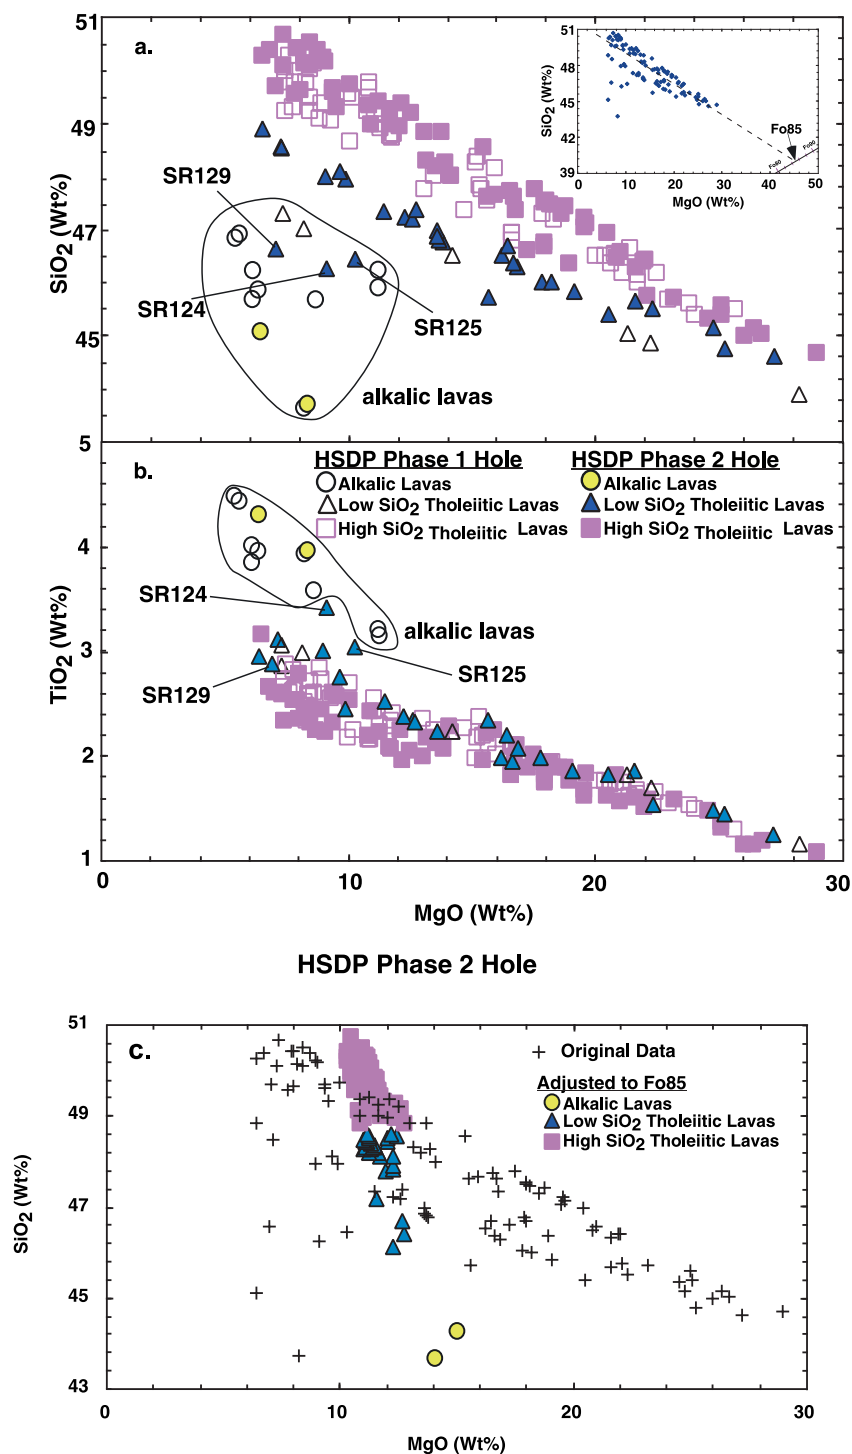 51
49
47
45
5
4
3
2
1
SiO2 (Wt%)
TiO2 (Wt%)
a.
SR129
SR124
SR125
alkalic lavas
51
48
45
42
39
SiO2 (Wt%)
0 10 20 30 40 50
MgO (Wt%)
Fo85
Fo80
Fo90
b.
HSDP Phase 1 Hole
Alkalic Lavas
Low SiO2 Tholeiitic Lavas
High SiO2 Tholeiitic Lavas
HSDP Phase 2 Hole
Alkalic Lavas
Low SiO2 Tholeiitic Lavas
High SiO2 Tholeiitic Lavas
SR124
alkalic lavas
SR125
SR129
0 10 20 30
MgO (Wt%)
HSDP Phase 2 Hole
51
49
47
45
43
SiO2 (Wt%)
c.
Original Data
Adjusted to Fo85
Alkalic Lavas
Low SiO2 Tholeiitic Lavas
High SiO2 Tholeiitic Lavas
0 10 20 30
MgO (Wt%)